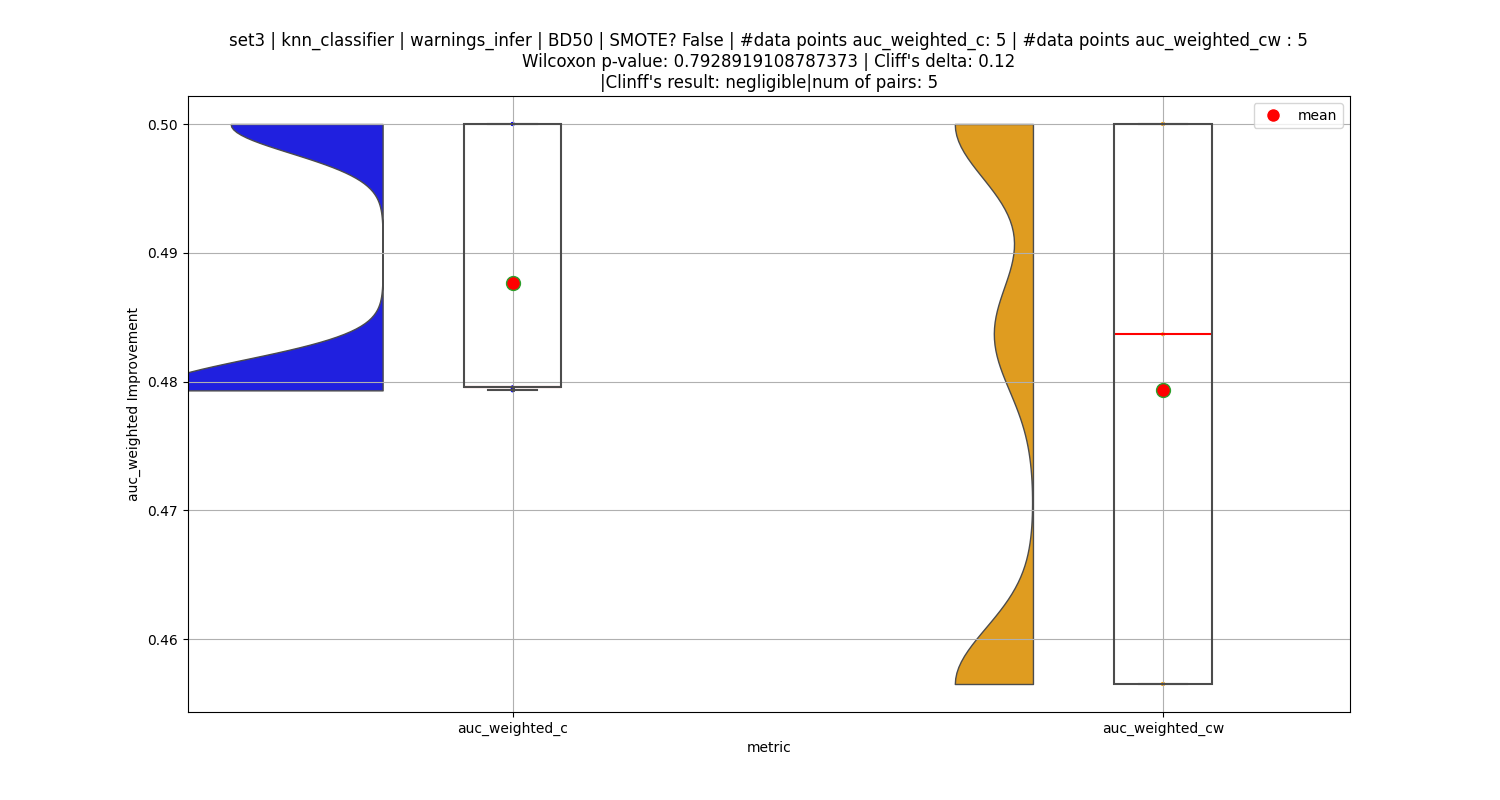 set3 | knn_classifier | warnings_infer | BD50 | SMOTE? False | #data points auc_weighted_c: 5 | #data points auc_weighted_cw : 5
Wilcoxon p-value: 0.7928919108787373 | Cliff's delta: 0.12
|Clinff's result: negligible|num of pairs: 5
mean
0.50
0.49
0.48
0.47
0.46
auc_weighted Improvement
auc_weighted_c
auc_weighted_cw
metric